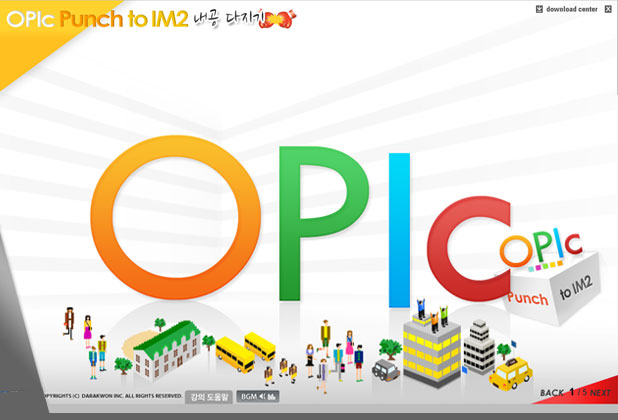 OPIc Punch to IM2 내공 다지기
download center
OPIc
OPIc
Punch to IM2
COPYRIGHTS (C) DARAKWON INC. ALL RIGHTS RESERVED.
강의 도움말
BGM
BACK 1 / 5 NEXT